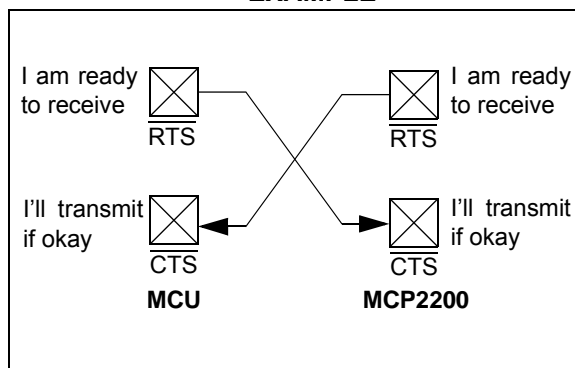 I am ready
to receive
RTS
I am ready
to receive
RTS
I'll transmit
if okay
CTS
I'll transmit
if okay
CTS
MCU
MCP2200